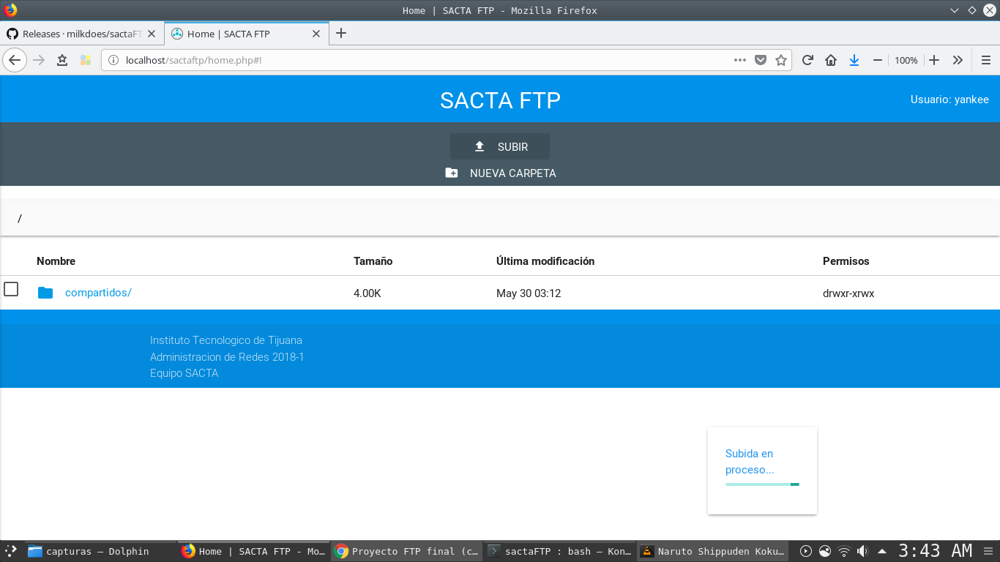 Home | SACTA FTP - Mozilla Firefox
Releases · milkdoes/sactaFT
Home | SACTA FTP
localhost/sactaftp/home.php#!
100%
SACTA FTP
Usuario: yankee
SUBIR
NUEVA CARPETA
/
Nombre Tamaño Última modificación Permisos
compartidos/ 4.00K May 30 03:12 drwxr-xrwx
Instituto Tecnologico de Tijuana
Administracion de Redes 2018-1
Equipo SACTA
Subida en
proceso...
capturas — Dolphin
Home | SACTA FTP - Mo...
Proyecto FTP final (c...
sactaFTP : bash — Kon...
Naruto Shippuden Koku...
3:43 AM